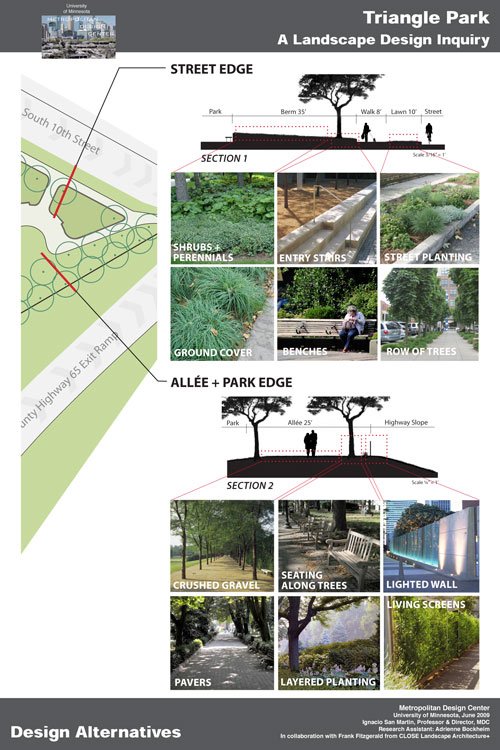 University
of Minnesota
METROPOLITAN
DESIGN
CENTER
Triangle Park
A Landscape Design Inquiry
STREET EDGE
South 10th Street
Park
Berm 35'
Walk 8'
Lawn 10'
Street
SECTION 1
Scale 3/16" = 1'
SHRUBS +
PERENNIALS
ENTRY STAIRS
STREET PLANTING
GROUND COVER
BENCHES
ROW OF TREES
unty Highway 65 Exit Ramp
ALLÉE + PARK EDGE
Park
Allée 25'
Highway Slope
SECTION 2
CRUSHED GRAVEL
SEATING
ALONG TREES
LIGHTED WALL
PAVERS
LAYERED PLANTING
LIVING SCREENS
Design Alternatives
Metropolitan Design Center
University of Minnesota, June 2009
Ignacio San Martin, Professor & Director, MDC
Research Assistant: Adrienne Bockheim
In collaboration with Frank Fitzgerald from CLOSE Landscape Architecture+